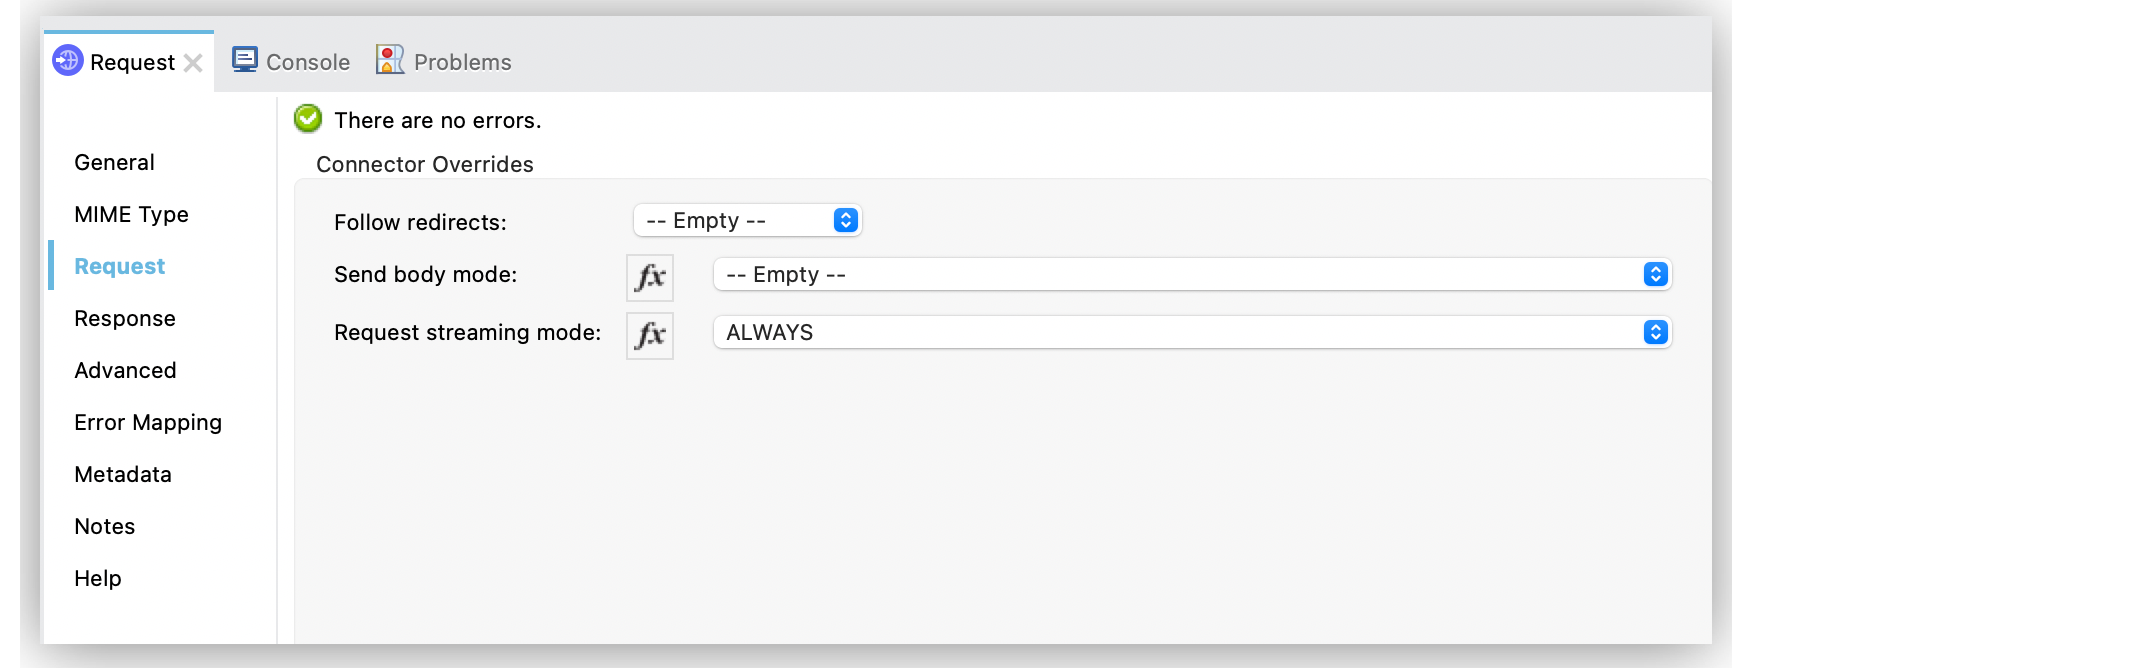 Request Console Problems
There are no errors.
Connector Overrides
General
MIME Type
Request
Response
Advanced
Error Mapping
Metadata
Notes
Help
Follow redirects: -- Empty --
Send body mode: fx -- Empty --
Request streaming mode: fx ALWAYS